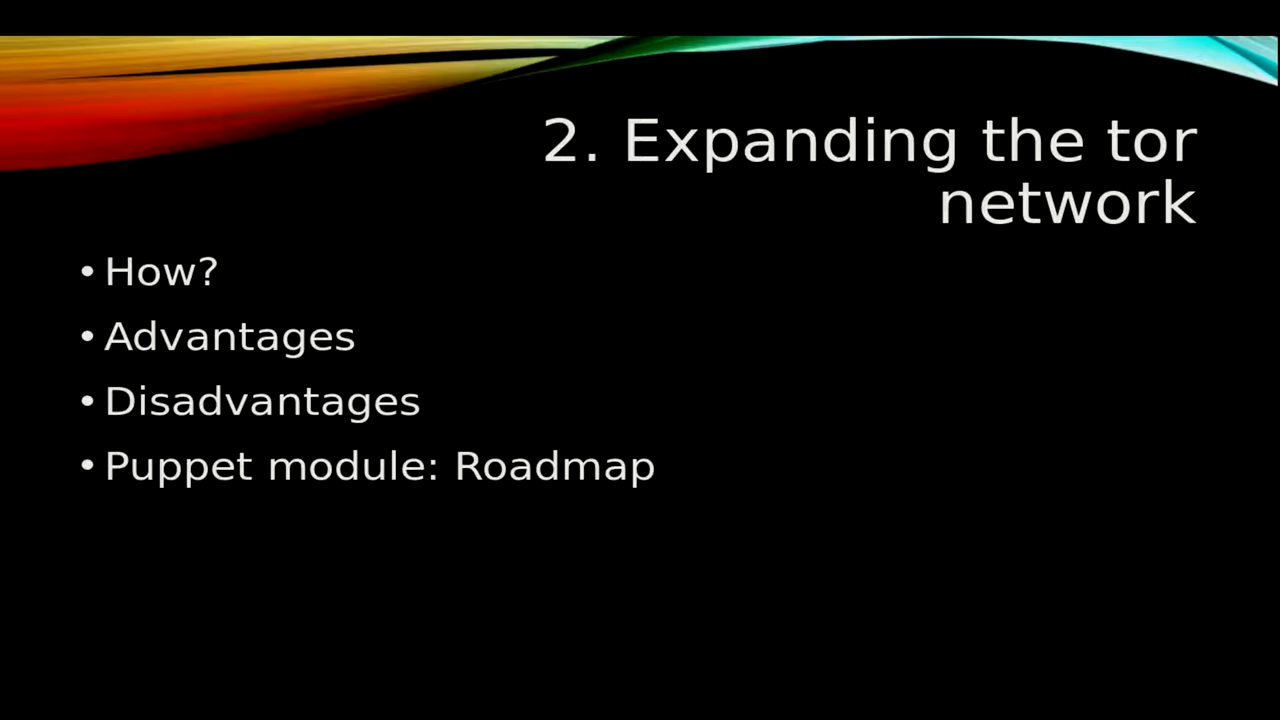 2. Expanding the tor
network
• How?
• Advantages
• Disadvantages
• Puppet module: Roadmap